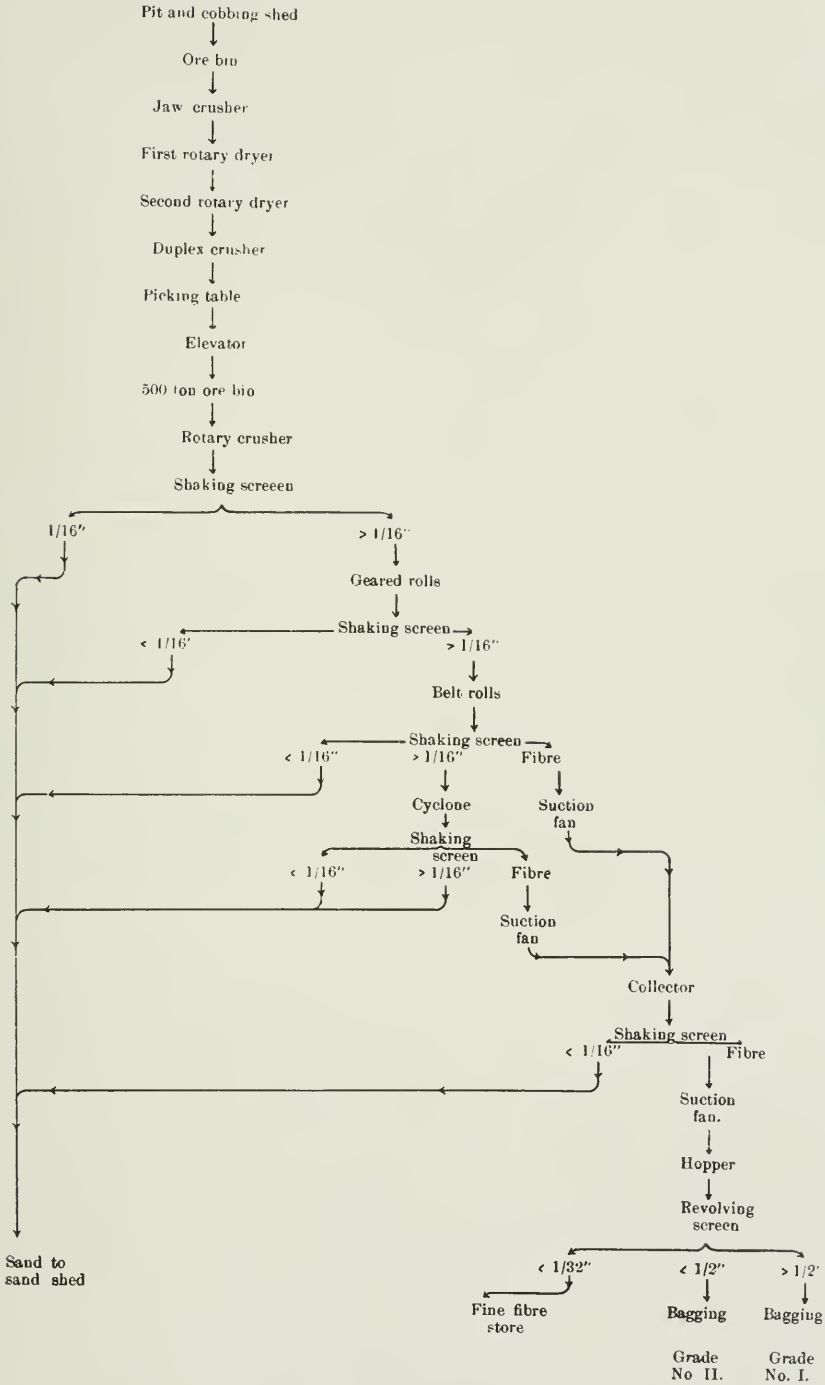 Pit and cobbing shed
Ore bin
Jaw crusher
First rotary dryer
Second rotary dryer
Duplex crusher
Picking table
Elevator
500 ton ore bin
Rotary crusher
Shaking screeen
1/16″ > 1/16″
Geared rolls
Shaking screen
< 1/16′ > 1/16″
Belt rolls
Shaking screen
< 1/16″ > 1/16″ Fibre
Cyclone Suction
fan
Shaking
screen
< 1/16″ > 1/16″ Fibre
Suction
fan
Collector
Shaking screen
< 1/16″ Fibre
Suction
fan.
Hopper
Revolving
screen
Sand to
sand shed
< 1/32″ < 1/2″ > 1/2′
Fine fibre
store
Bagging Bagging
Grade Grade
No II. No. I.